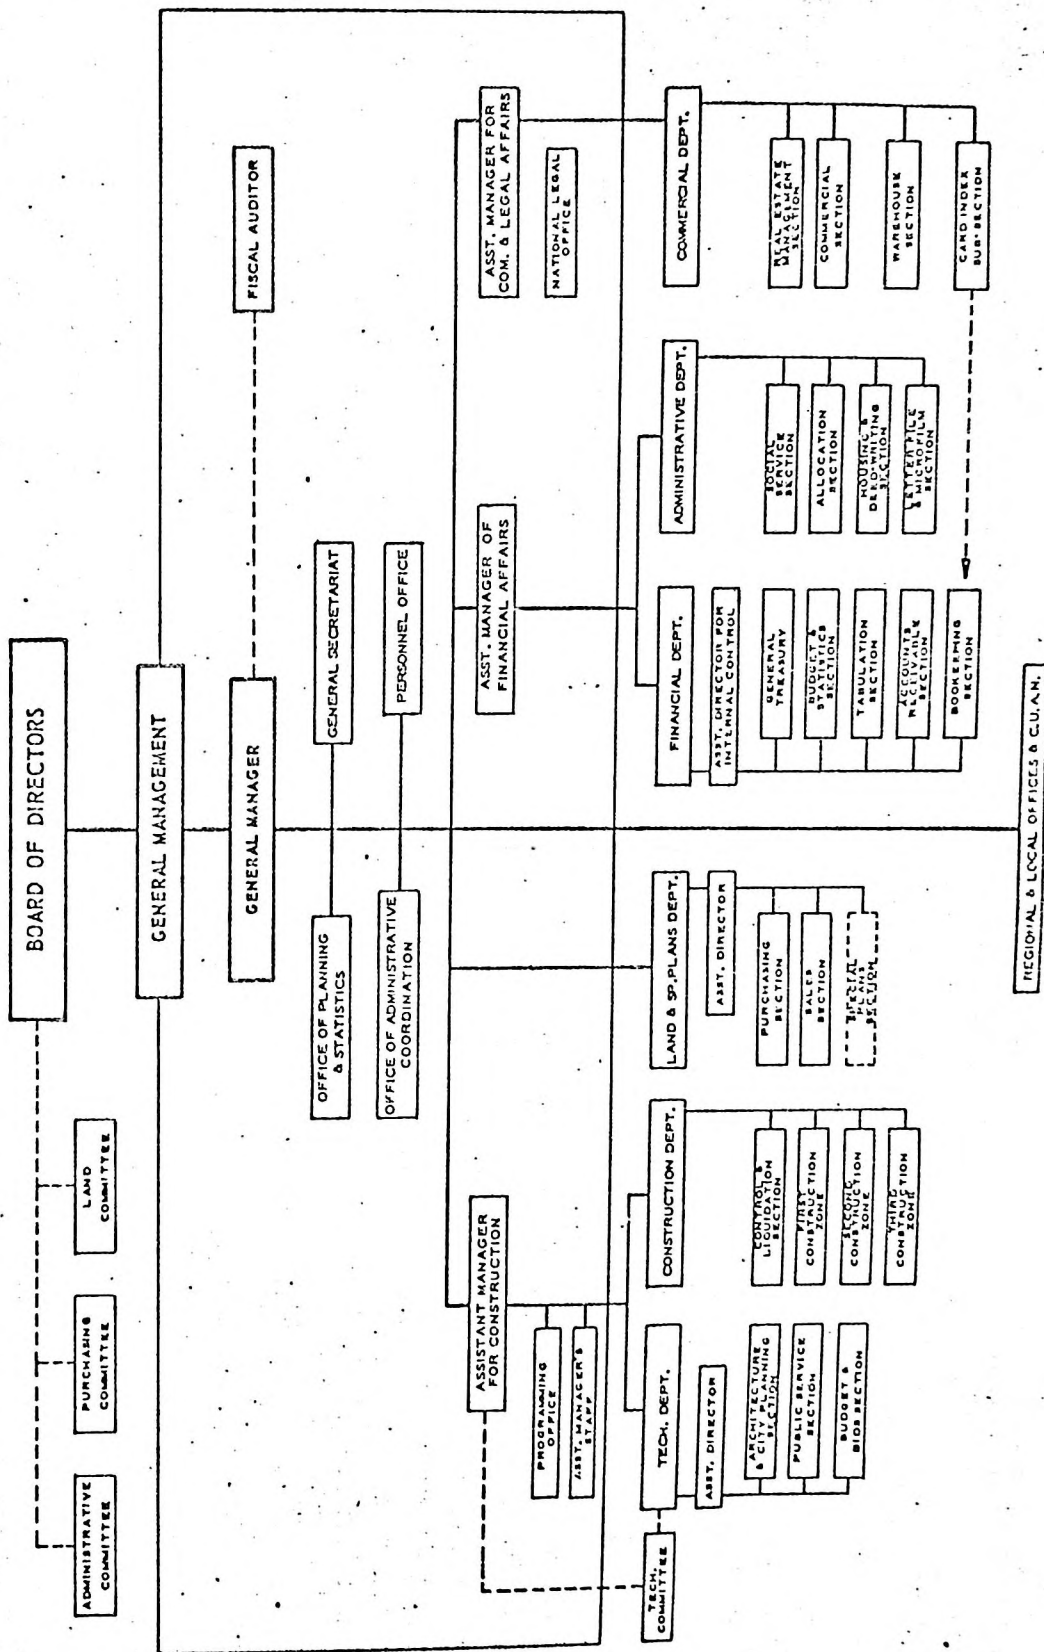 BOARD OF DIRECTORS
ADMINISTRATIVE
COMMITTEE
PURCHASING
COMMITTEE
LAND
COMMITTEE
GENERAL MANAGEMENT
GENERAL MANAGER
FISCAL AUDITOR
OFFICE OF PLANNING
& STATISTICS
GENERAL SECRETARIAT
OFFICE OF ADMINISTRATIVE
COORDINATION
PERSONNEL OFFICE
ASSISTANT MANAGER
FOR CONSTRUCTION
ASST. MANAGER OF
FINANCIAL AFFAIRS
ASST. MANAGER FOR
COM. & LEGAL AFFAIRS
PROGRAMMING
OFFICE
ASST. MANAGER'S
STAFF
NATIONAL LEGAL
OFFICE
TECH.
COMMITTEE
TECH. DEPT.
ASST. DIRECTOR
ARCHITECTURE
& CITY PLANNING
SECTION
PUBLIC SERVICE
SECTION
BUDGET &
BIDS SECTION
CONSTRUCTION DEPT.
CONTROL &
LIQUIDATION
SECTION
FIRST
CONSTRUCTION
ZONE
SECOND
CONSTRUCTION
ZONE
THIRD
CONSTRUCTION
ZONE
LAND & SP. PLANS DEPT.
ASST. DIRECTOR
PURCHASING
SECTION
SALES
SECTION
SPECIAL
PLANS
SECTION
FINANCIAL DEPT.
ASST. DIRECTOR FOR
INTERNAL CONTROL
GENERAL
TREASURY
BUDGET &
STATISTICS
SECTION
TABULATION
SECTION
ACCOUNTS
RECEIVABLE
SECTION
BOOKEEPING
SECTION
ADMINISTRATIVE DEPT.
SOCIAL
SERVICE
SECTION
ALLOCATION
SECTION
HOUSING &
DEED WRITING
SECTION
LETTER FILE
& MICROFILM
SECTION
COMMERCIAL DEPT.
REAL ESTATE
MANAGEMENT
SECTION
COMMERCIAL
SECTION
WAREHOUSE
SECTION
CARD INDEX
SUB-SECTION
REGIONAL & LOCAL OFFICES & C.U.A.N.